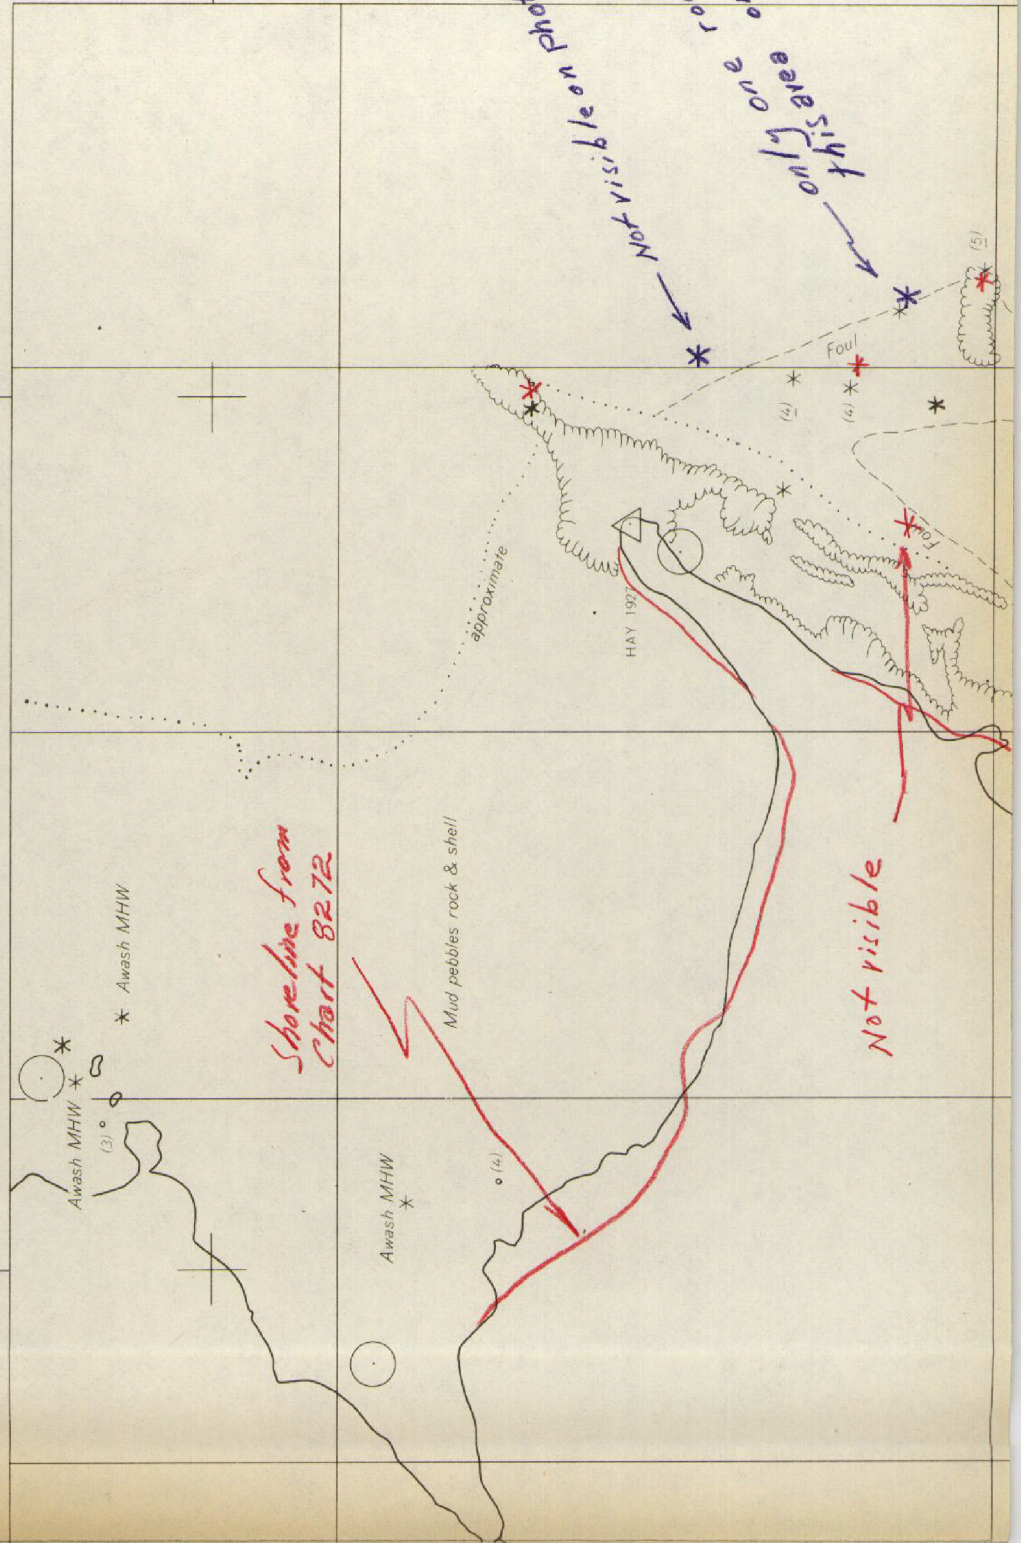 Not visible on
only one
this area
(5)
Foul
(4)
(4)
Foul
approximate
HAY 1927
Mud pebbles rock & shell
Shoreline from
Chart 8272
Not visible
Awash MHW
Awash MHW
(3)
Awash MHW
(4)